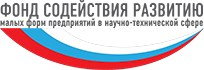 ФОНД СОДЕЙСТВИЯ РАЗВИТИЮ
малых форм предприятий в научно-технической сфере